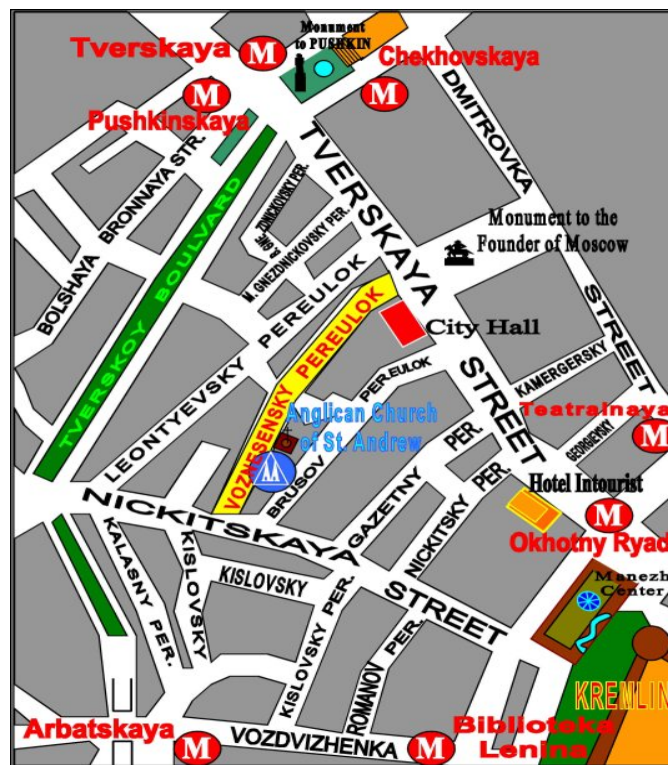 Monument
to PUSHKIN
Tverskaya
M
Chekhovskaya
M
M
Pushkinskaya
DMITROVKA
STREET
TVERSKAYA
STREET
BOLSHAYA BRONNAYA STR.
TVERSKOY BOULVARD
M. GNEZDNICKOVSKY PER.
Monument to the
Founder of Moscow
LEONTYEVSKY PEREULOK
VOZNESENSKY PEREULOK
City Hall
KAMERGERSKY
Teatralnaya
M
GEORGIEVSKY
Anglican Church
of St. Andrew
AA
BRUSOV PER.EULOK
GAZETNY PER.
NICKITSKY PER.
Hotel Intourist
M
Okhotny Ryad
Manezh
Center
NICKITSKAYA STREET
KALASNY PER.
KISLOVSKY
KISLOVSKY
KISLOVSKY PER.
ROMANOV PER.
KREMLIN
Arbatskaya
M
VOZDVIZHENKA
M
Biblioteka
Lenina